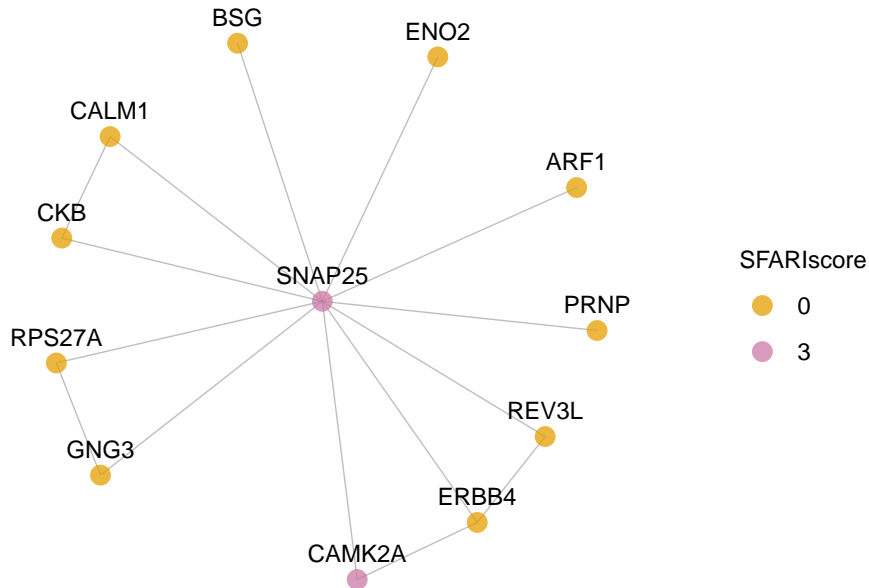 BSG
ENO2
CALM1
ARF1
CKB
SNAP25
SFARIscore
PRNP
0
RPS27A
3
REV3L
GNG3
ERBB4
CAMK2A